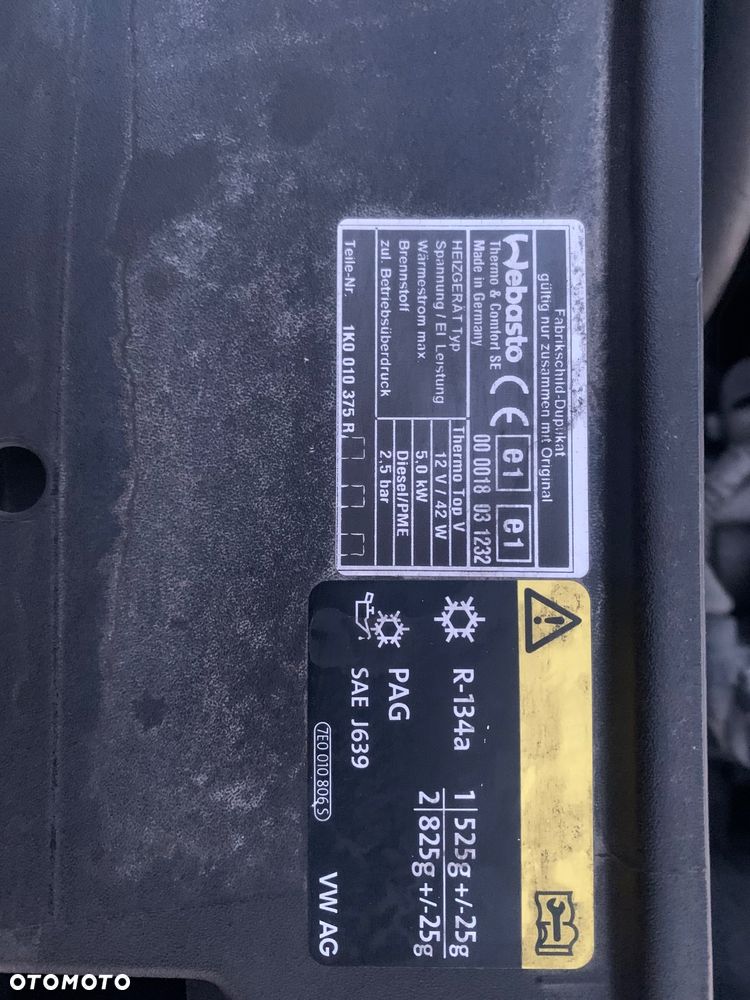 Fabrikschild-Duplikat
gültig nur zusammen mit Original
Webasto CE e1 e1
Thermo & Comfort SE
Made in Germany
00 0018 03 1232
HEIZGERÄT Typ Thermo Top V
Spannung / El. Leistung 12 V / 42 W
Wärmestrom max. 5,0 kW
Brennstoff Diesel/PME
zul. Betriebsüberdruck 2,5 bar
Teile-Nr. 1K0 010 375 R
R-134a 1 525g +/-25g
2 825g +/-25g
PAG
SAE J639
7E0 010 806 S
VW AG
OTOMOTO